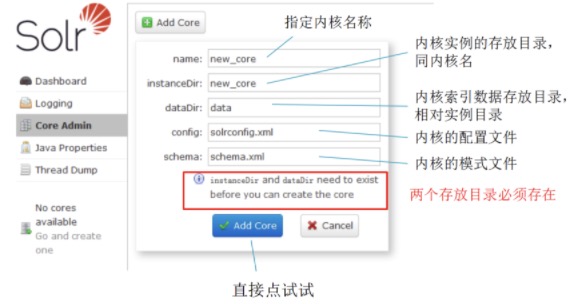 Solr
Dashboard
Logging
Core Admin
Java Properties
Thread Dump
No cores
available
Go and create
one
Add Core
指定内核名称
name: new_core
instanceDir: new_core
dataDir: data
config: solrconfig.xml
schema: schema.xml
内核实例的存放目录，
同内核名
内核索引数据存放目录，
相对实例目录
内核的配置文件
内核的模式文件
instanceDir and dataDir need to exist
before you can create the core
两个存放目录必须存在
Add Core
Cancel
直接点试试